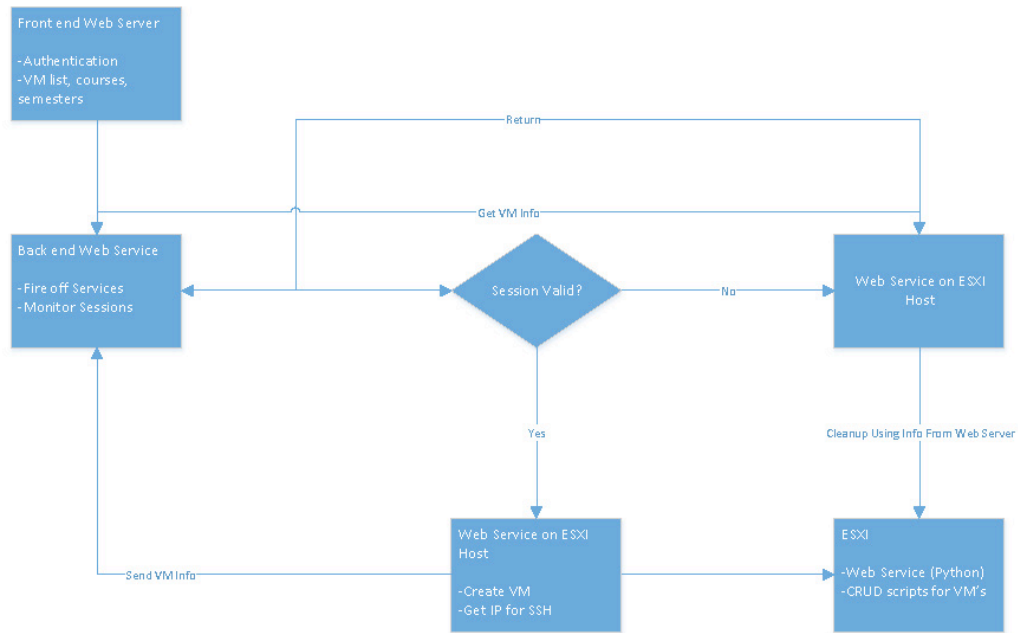 Front end Web Server
-Authentication
-VM list, courses,
semesters
Return
Get VM Info
Back end Web Service
-Fire off Services
-Monitor Sessions
Session Valid?
No
Web Service on ESXI
Host
Yes
Cleanup Using Info From Web Server
Web Service on ESXI
Host
-Create VM
-Get IP for SSH
ESXI
-Web Service (Python)
-CRUD scripts for VM's
Send VM Info